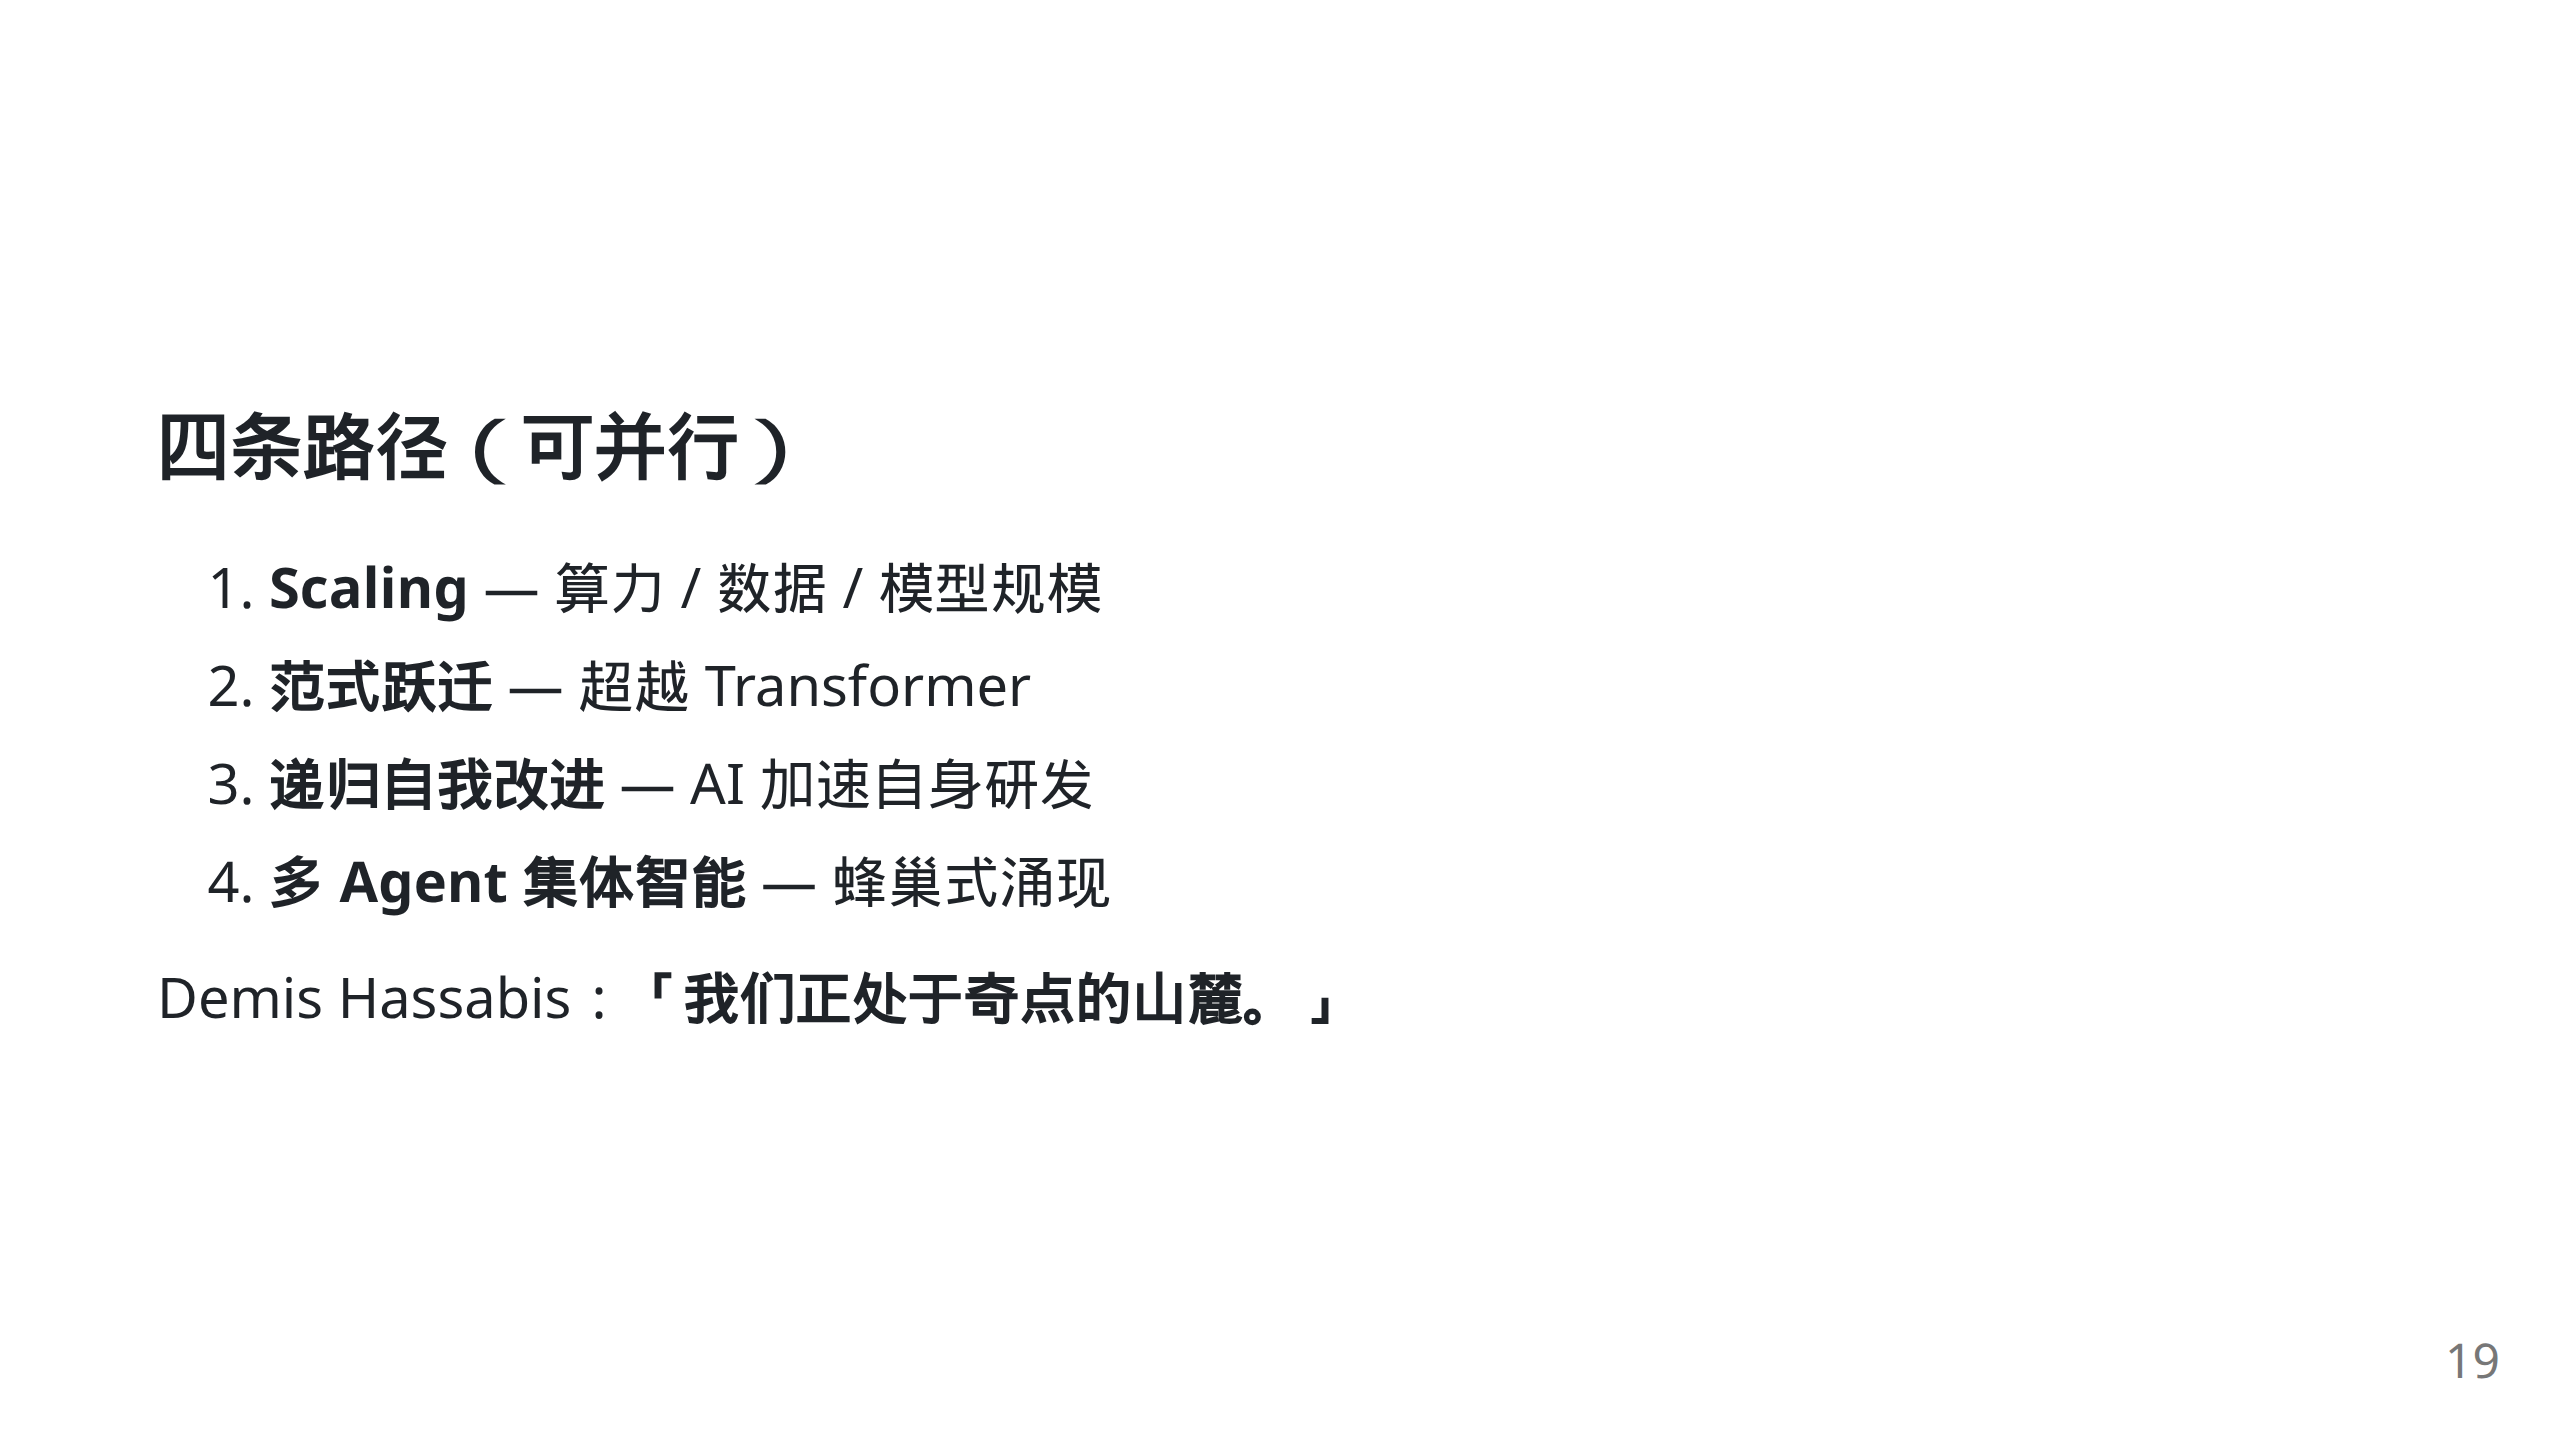 四条路径（可并行）
1. Scaling — 算力 / 数据 / 模型规模
2. 范式跃迁 — 超越 Transformer
3. 递归自我改进 — AI 加速自身研发
4. 多 Agent 集体智能 — 蜂巢式涌现
Demis Hassabis：「我们正处于奇点的山麓。」
19